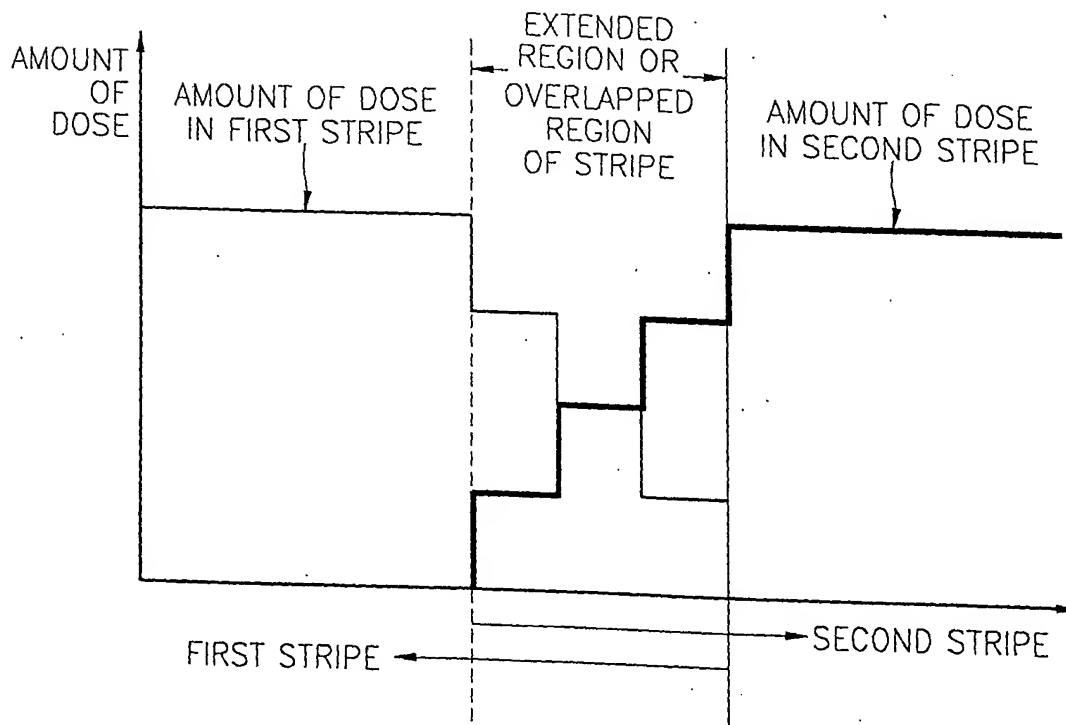 AMOUNT
OF
DOSE
AMOUNT OF DOSE
IN FIRST STRIPE
EXTENDED
REGION OR
OVERLAPPED
REGION
OF STRIPE
AMOUNT OF DOSE
IN SECOND STRIPE
SECOND STRIPE
FIRST STRIPE